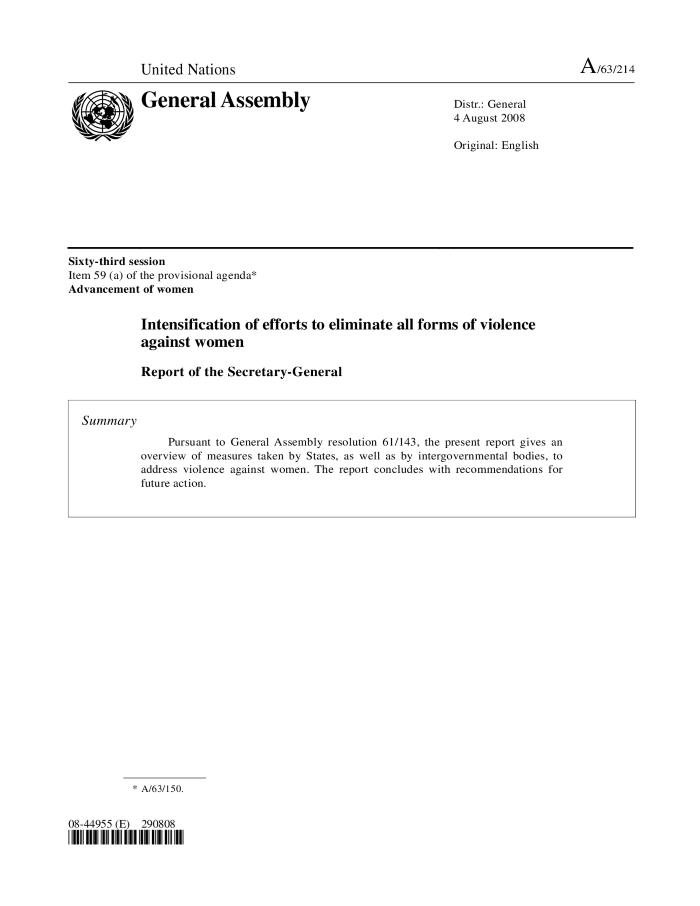 United Nations A/63/214
General Assembly
Distr.: General
4 August 2008
Original: English
Sixty-third session
Item 59 (a) of the provisional agenda*
Advancement of women
Intensification of efforts to eliminate all forms of violence
against women
Report of the Secretary-General
Summary
Pursuant to General Assembly resolution 61/143, the present report gives an
overview of measures taken by States, as well as by intergovernmental bodies, to
address violence against women. The report concludes with recommendations for
future action.
* A/63/150.
08-44955 (E) 290808